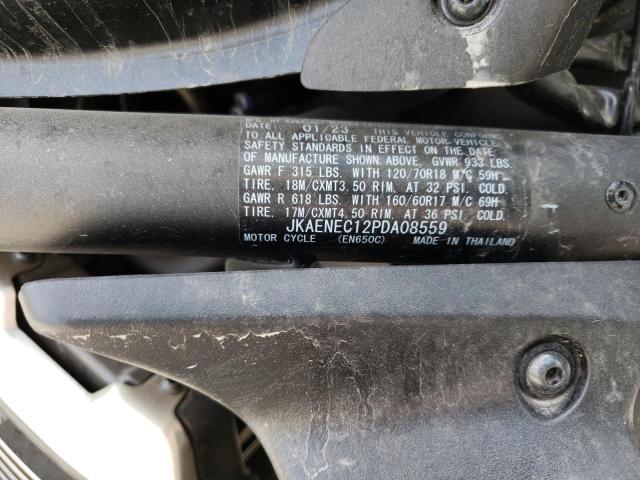 MFD. BY KAWA
DATE: 01/23 THIS VEHICLE CONFORMS
TO ALL APPLICABLE FEDERAL MOTOR VEHICLE
SAFETY STANDARDS IN EFFECT ON THE DATE
OF MANUFACTURE SHOWN ABOVE. GVWR 933 LBS.
GAWR F 315 LBS. WITH 120/70R18 M/C 59H
TIRE, 18M/CXMT3.50 RIM, AT 32 PSI. COLD.
GAWR R 618 LBS. WITH 160/60R17 M/C 69H
TIRE, 17M/CXMT4.50 RIM, AT 36 PSI. COLD.
JKAENEC12PDA08559
MOTOR CYCLE (EN650C) MADE IN THAILAND